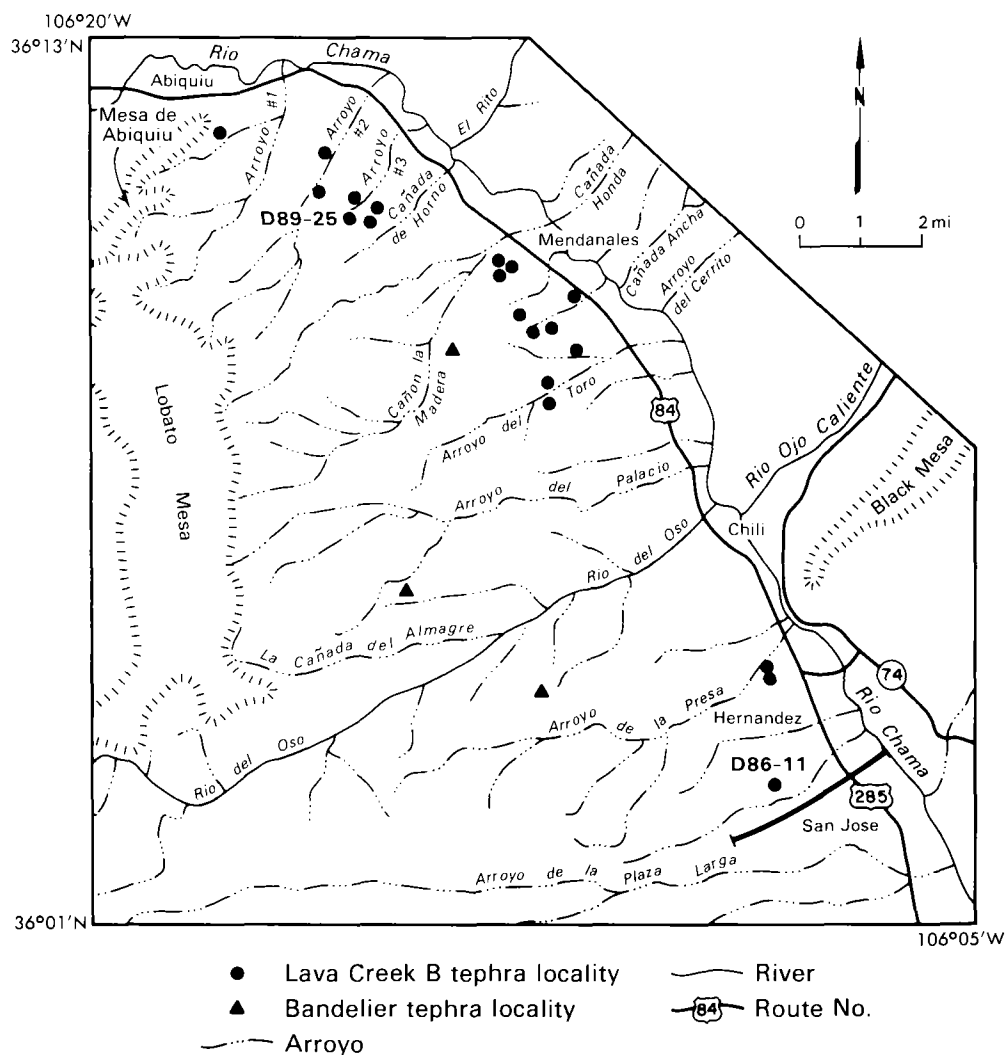 106°20'W
36°13'N
Rio Chama
Abiquiu
Mesa de
Abiquiu
Arroyo #1
Arroyo #2
Arroyo #3
El Rito
N
0 1 2 mi
D89-25
Cañada
de Horno
Cañada
Honda
Mendanales
Cañada Ancha
Arroyo
del Cerrito
Cañon la
Madera
Lobato
Mesa
Arroyo del Toro
84
Rio Ojo Caliente
Black Mesa
Arroyo del Palacio
Chili
Rio del Oso
La Cañada del Almagre
74
Arroyo de la Presa
Hernandez
Rio Chama
Rio del Oso
D86-11
285
San Jose
Arroyo de la Plaza Larga
36°01'N
106°05'W
Lava Creek B tephra locality
Bandelier tephra locality
Arroyo
River
84 Route No.